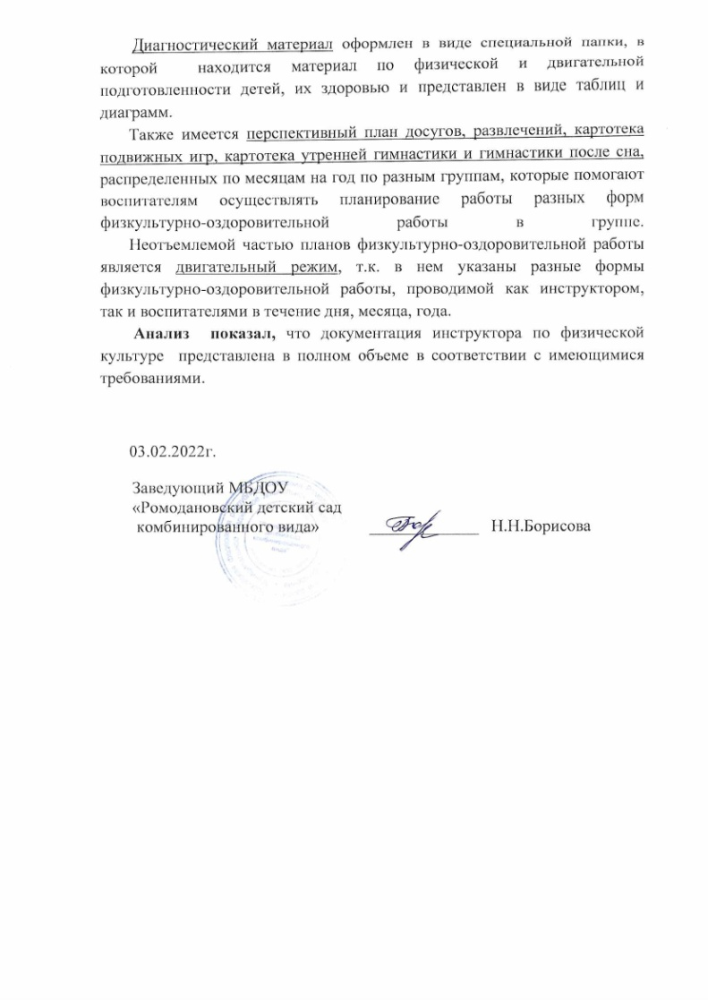 Диагностический материал оформлен в виде специальной папки, в
которой находится материал по физической и двигательной
подготовленности детей, их здоровью и представлен в виде таблиц и
диаграмм.
Также имеется перспективный план досугов, развлечений, картотека
подвижных игр, картотека утренней гимнастики и гимнастики после сна,
распределенных по месяцам на год по разным группам, которые помогают
воспитателям осуществлять планирование работы разных форм
физкультурно-оздоровительной работы в группе.
Неотъемлемой частью планов физкультурно-оздоровительной работы
является двигательный режим, т.к. в нем указаны разные формы
физкультурно-оздоровительной работы, проводимой как инструктором,
так и воспитателями в течение дня, месяца, года.
Анализ показал, что документация инструктора по физической
культуре представлена в полном объеме в соответствии с имеющимися
требованиями.
03.02.2022г.
Заведующий МБДОУ
«Ромодановский детский сад
комбинированного вида» Н.Н.Борисова